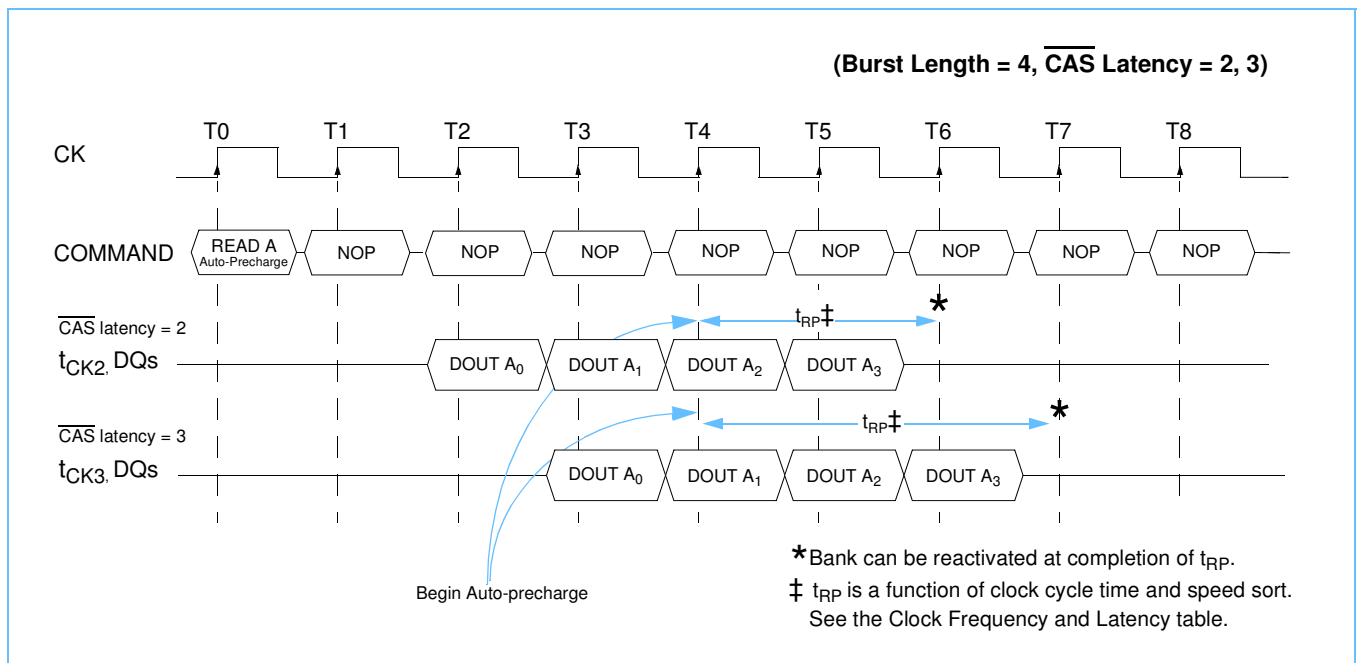 (Burst Length = 4, C̅A̅S̅ Latency = 2, 3)
T0 T1 T2 T3 T4 T5 T6 T7 T8
CK
COMMAND READ A NOP NOP NOP NOP NOP NOP NOP NOP
Auto-Precharge
C̅A̅S̅ latency = 2
tRP‡ *
tCK2, DQs DOUT A0 DOUT A1 DOUT A2 DOUT A3
C̅A̅S̅ latency = 3
tRP‡ *
tCK3, DQs DOUT A0 DOUT A1 DOUT A2 DOUT A3
Begin Auto-precharge
* Bank can be reactivated at completion of tRP.
‡ tRP is a function of clock cycle time and speed sort.
See the Clock Frequency and Latency table.